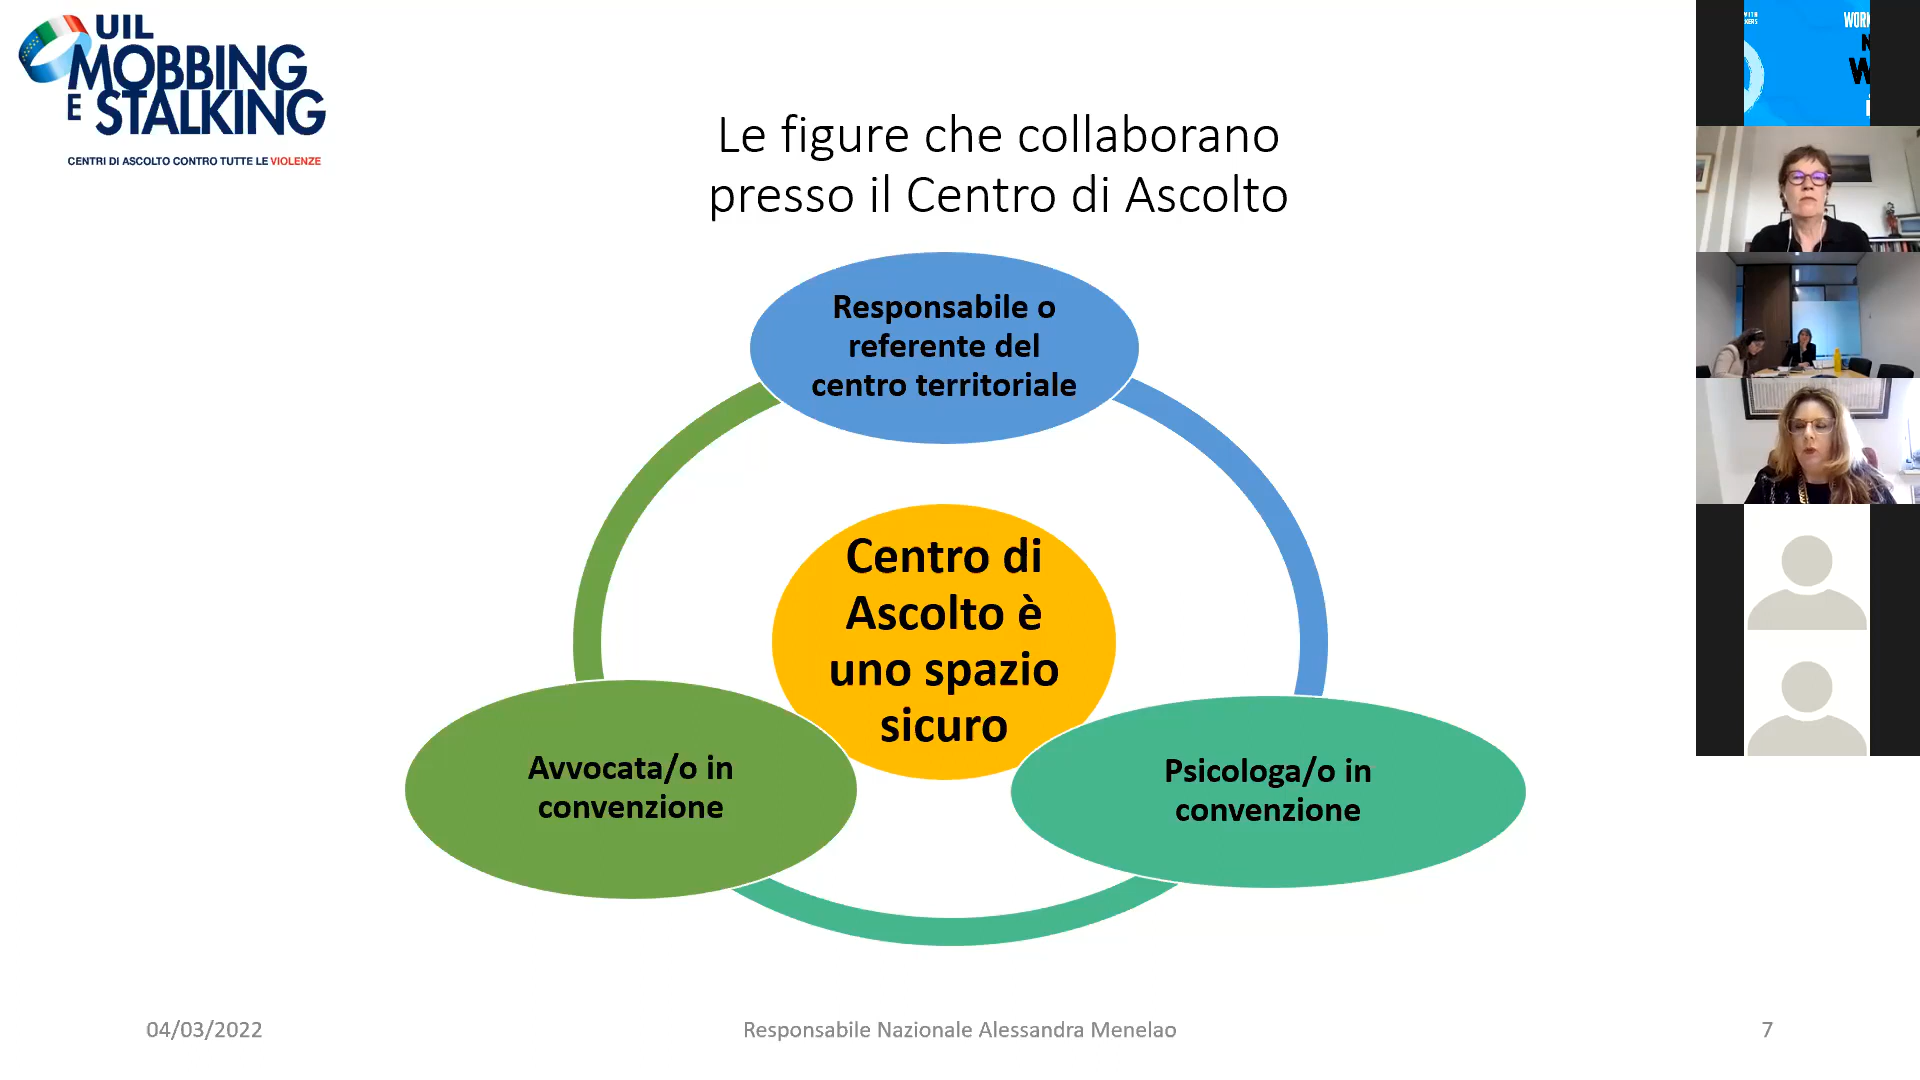 UIL
MOBBING
E STALKING
CENTRI DI ASCOLTO CONTRO TUTTE LE VIOLENZE
Le figure che collaborano
presso il Centro di Ascolto
Responsabile o
referente del
centro territoriale
Centro di
Ascolto è
uno spazio
sicuro
Avvocata/o in
convenzione
Psicologa/o in
convenzione
04/03/2022
Responsabile Nazionale Alessandra Menelao
7